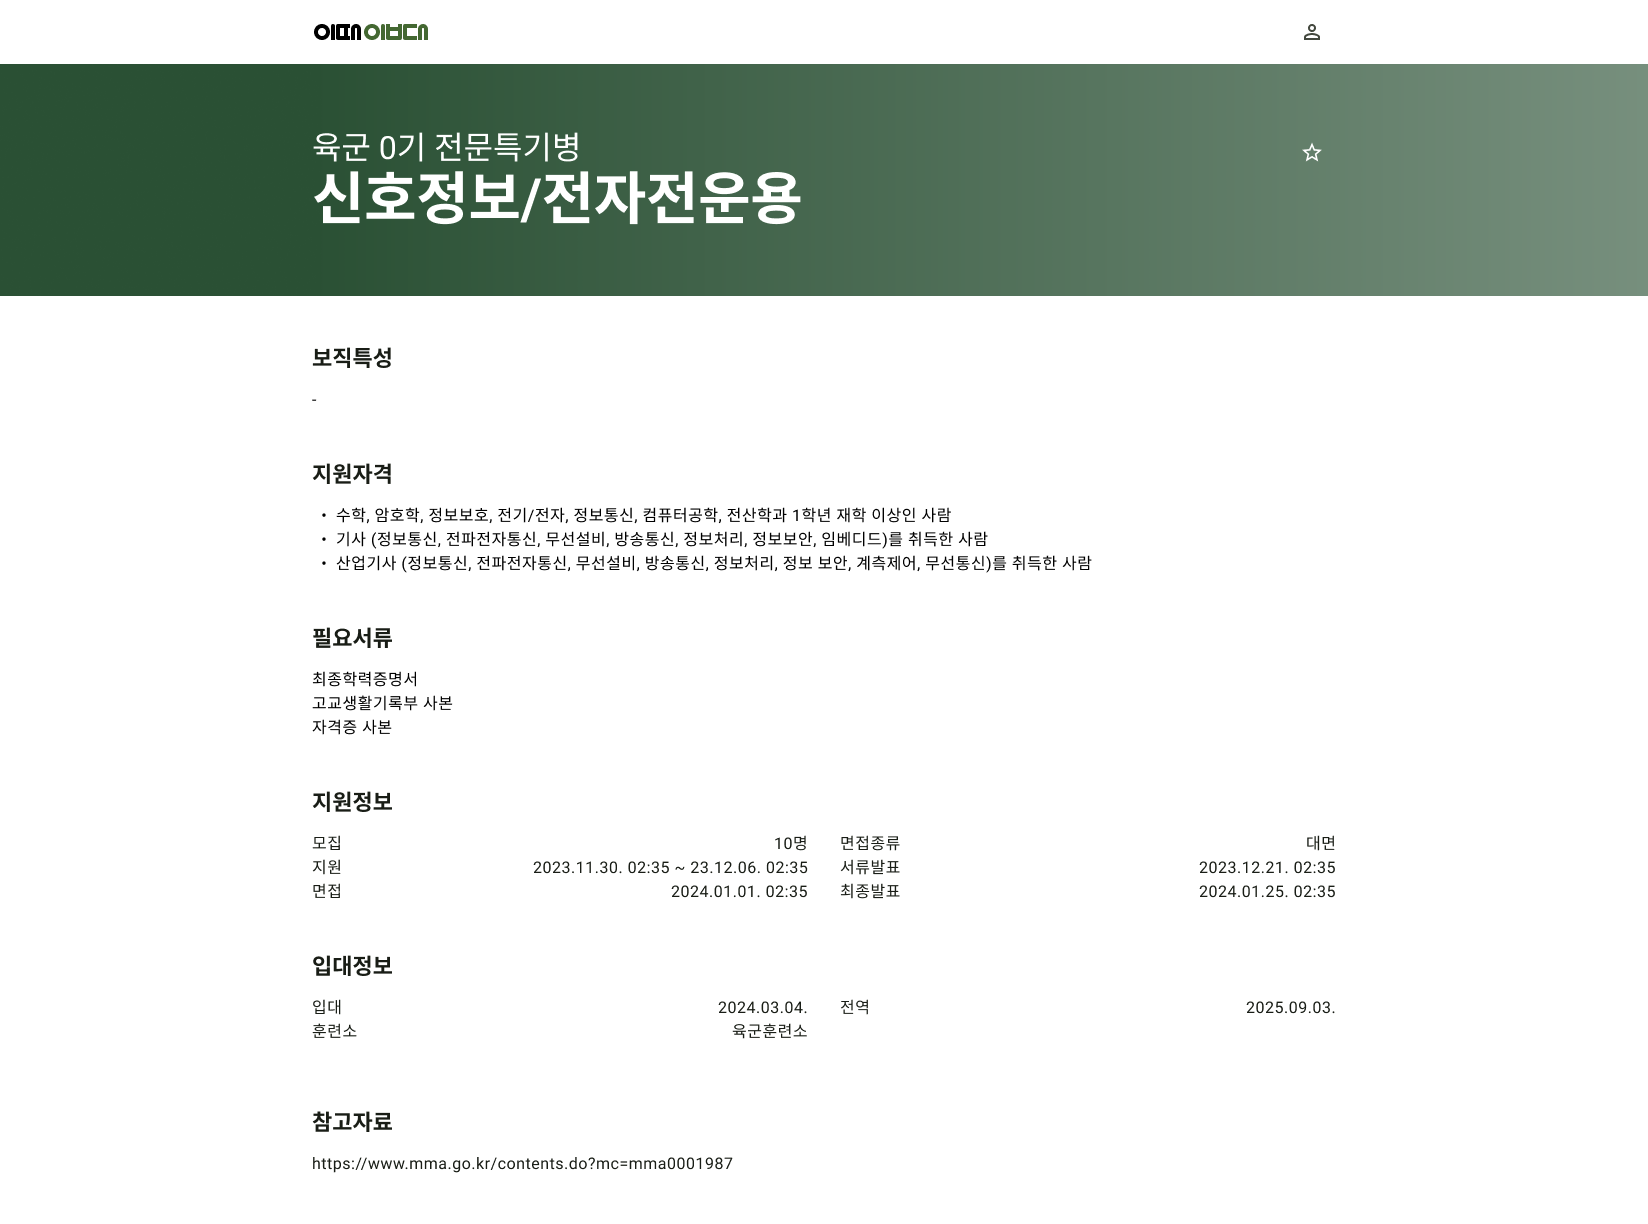 육군 0기 전문특기병
신호정보/전자전운용
보직특성
-
지원자격
• 수학, 암호학, 정보보호, 전기/전자, 정보통신, 컴퓨터공학, 전산학과 1학년 재학 이상인 사람
• 기사 (정보통신, 전파전자통신, 무선설비, 방송통신, 정보처리, 정보보안, 임베디드)를 취득한 사람
• 산업기사 (정보통신, 전파전자통신, 무선설비, 방송통신, 정보처리, 정보 보안, 계측제어, 무선통신)를 취득한 사람
필요서류
최종학력증명서
고교생활기록부 사본
자격증 사본
지원정보
모집 10명 면접종류 대면
지원 2023.11.30. 02:35 ~ 23.12.06. 02:35 서류발표 2023.12.21. 02:35
면접 2024.01.01. 02:35 최종발표 2024.01.25. 02:35
입대정보
입대 2024.03.04. 전역 2025.09.03.
훈련소 육군훈련소
참고자료
https://www.mma.go.kr/contents.do?mc=mma0001987